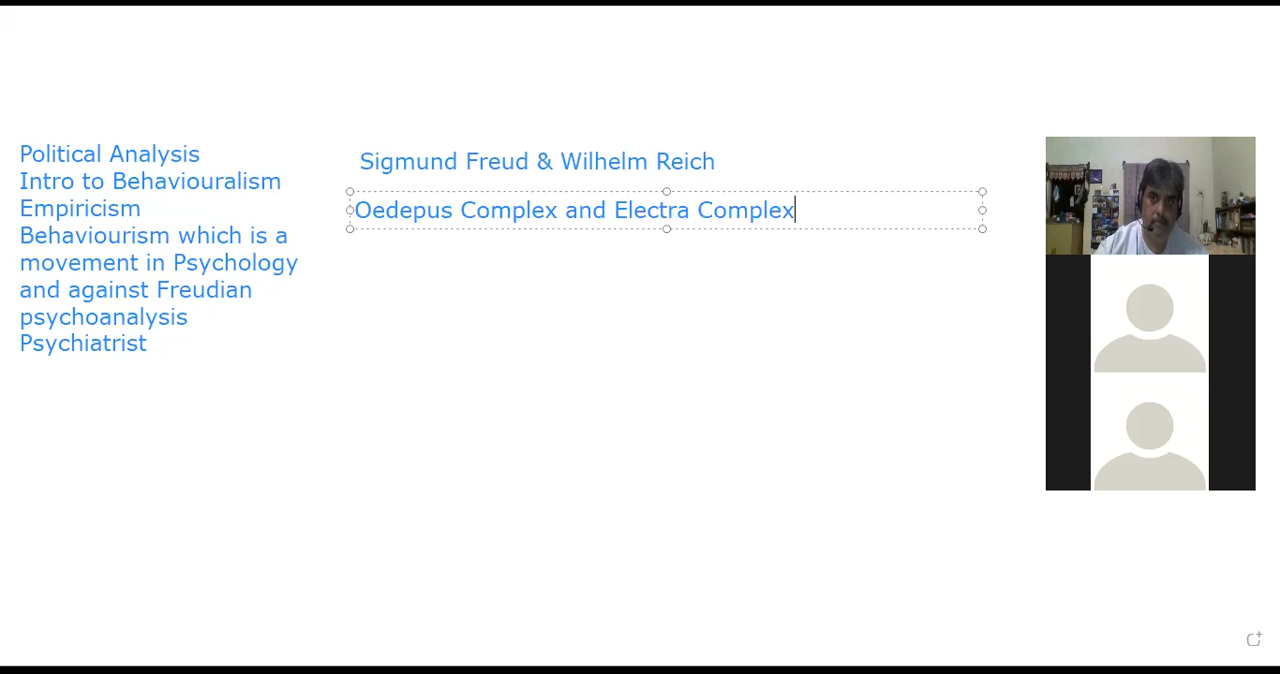 Political Analysis
Intro to Behaviouralism
Empiricism
Behaviourism which is a
movement in Psychology
and against Freudian
psychoanalysis
Psychiatrist
Sigmund Freud & Wilhelm Reich
Oedepus Complex and Electra Complex